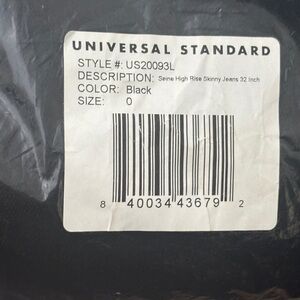 UNIVERSAL STANDARD
STYLE #: US20093L
DESCRIPTION: Seine High Rise Skinny Jeans 32 Inch
COLOR: Black
SIZE: 0
8 40034 43679 2